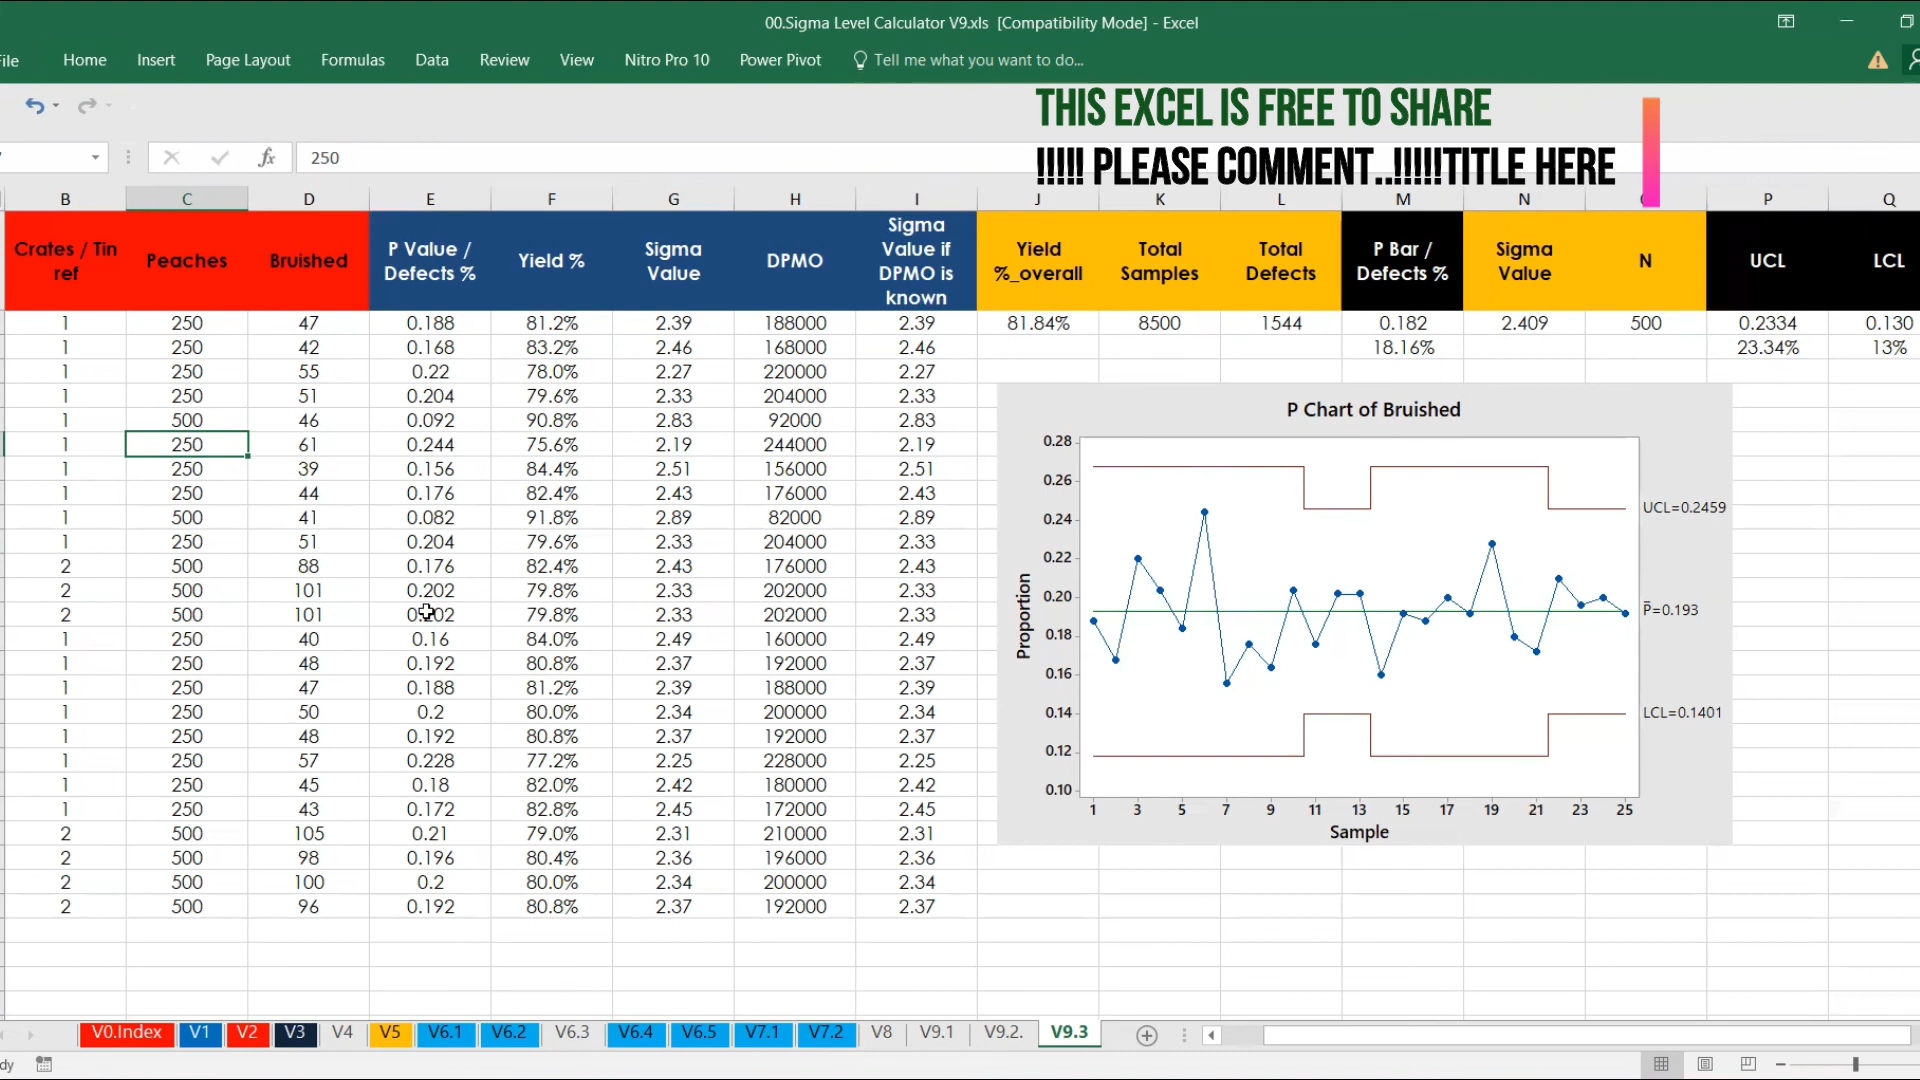 00.Sigma Level Calculator V9.xls [Compatibility Mode] - Excel
File Home Insert Page Layout Formulas Data Review View Nitro Pro 10 Power Pivot Tell me what you want to do...
THIS EXCEL IS FREE TO SHARE
!!!!! PLEASE COMMENT..!!!!!TITLE HERE
fx 250
B C D E F G H I J K L M N P Q
Crates / Tin ref Peaches Bruished P Value / Defects % Yield % Sigma Value DPMO Sigma Value if DPMO is known Yield %_overall Total Samples Total Defects P Bar / Defects % Sigma Value N UCL LCL
1 250 47 0.188 81.2% 2.39 188000 2.39 81.84% 8500 1544 0.182 2.409 500 0.2334 0.130
1 250 42 0.168 83.2% 2.46 168000 2.46 18.16% 23.34% 13%
1 250 55 0.22 78.0% 2.27 220000 2.27
1 250 51 0.204 79.6% 2.33 204000 2.33
1 500 46 0.092 90.8% 2.83 92000 2.83
1 250 61 0.244 75.6% 2.19 244000 2.19
1 250 39 0.156 84.4% 2.51 156000 2.51
1 250 44 0.176 82.4% 2.43 176000 2.43
1 500 41 0.082 91.8% 2.89 82000 2.89
1 250 51 0.204 79.6% 2.33 204000 2.33
2 500 88 0.176 82.4% 2.43 176000 2.43
2 500 101 0.202 79.8% 2.33 202000 2.33
2 500 101 0.202 79.8% 2.33 202000 2.33
1 250 40 0.16 84.0% 2.49 160000 2.49
1 250 48 0.192 80.8% 2.37 192000 2.37
1 250 47 0.188 81.2% 2.39 188000 2.39
1 250 50 0.2 80.0% 2.34 200000 2.34
1 250 48 0.192 80.8% 2.37 192000 2.37
1 250 57 0.228 77.2% 2.25 228000 2.25
1 250 45 0.18 82.0% 2.42 180000 2.42
1 250 43 0.172 82.8% 2.45 172000 2.45
2 500 105 0.21 79.0% 2.31 210000 2.31
2 500 98 0.196 80.4% 2.36 196000 2.36
2 500 100 0.2 80.0% 2.34 200000 2.34
2 500 96 0.192 80.8% 2.37 192000 2.37
P Chart of Bruished
0.28
0.26
0.24
0.22
0.20
0.18
0.16
0.14
0.12
0.10
Proportion
UCL=0.2459
P̄=0.193
LCL=0.1401
1 3 5 7 9 11 13 15 17 19 21 23 25
Sample
V0.Index V1 V2 V3 V4 V5 V6.1 V6.2 V6.3 V6.4 V6.5 V7.1 V7.2 V8 V9.1 V9.2. V9.3